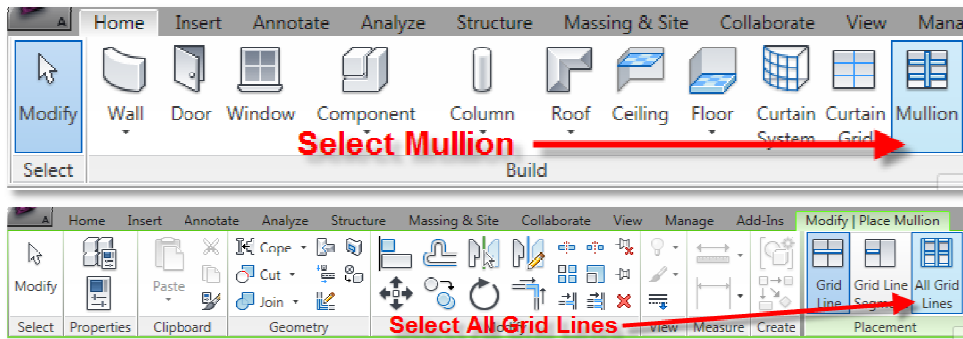 A Home Insert Annotate Analyze Structure Massing & Site Collaborate View Mana
Modify Wall Door Window Component Column Roof Ceiling Floor Curtain System Curtain Grid Mullion
Select Mullion
Select Build
A Home Insert Annotate Analyze Structure Massing & Site Collaborate View Manage Add-Ins Modify | Place Mullion
Cope
Modify Paste Cut Grid Line Grid Line Segment All Grid Lines
Join
Select All Grid Lines
Select Properties Clipboard Geometry Modify View Measure Create Placement